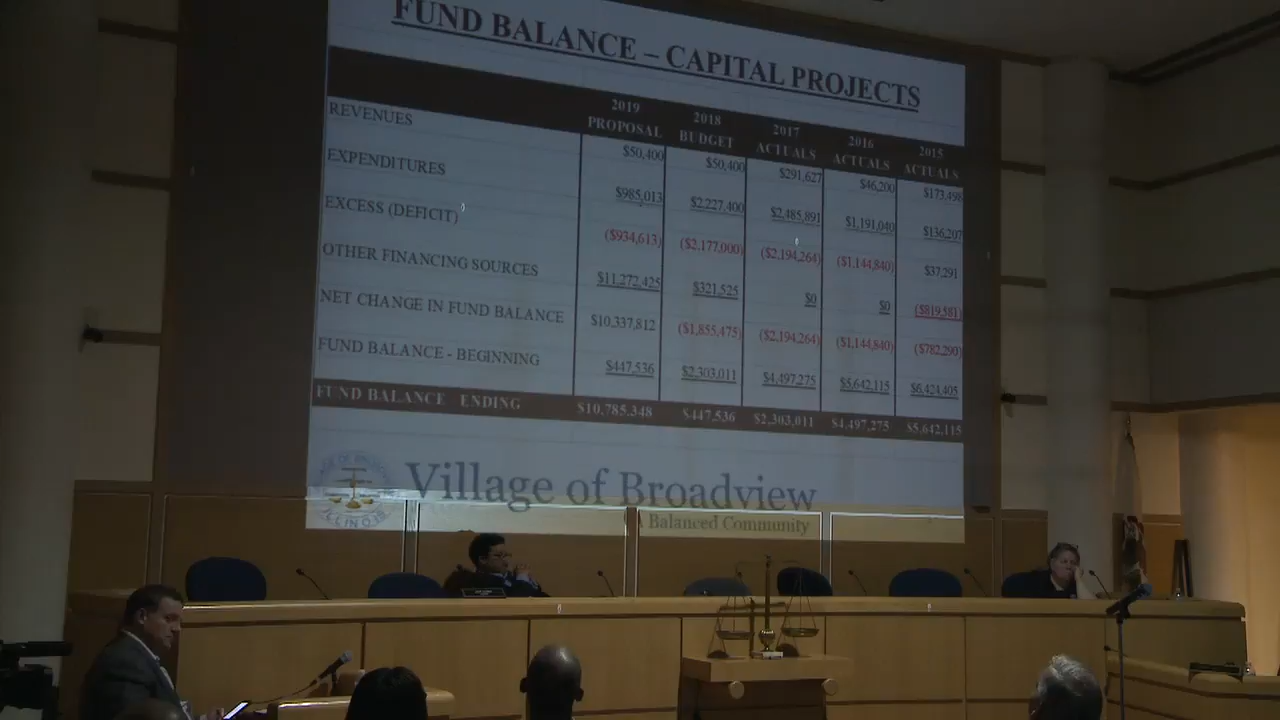 FUND BALANCE – CAPITAL PROJECTS
2019 PROPOSAL 2018 BUDGET 2017 ACTUALS 2016 ACTUALS 2015 ACTUALS
REVENUES $50,400 $50,400 $291,627 $46,200 $173,498
EXPENDITURES $985,013 $2,227,400 $2,485,891 $1,191,040 $136,207
EXCESS (DEFICIT) ($934,613) ($2,177,000) ($2,194,264) ($1,144,840) $37,291
OTHER FINANCING SOURCES $11,272,425 $321,525 $0 $0 ($819,581)
NET CHANGE IN FUND BALANCE $10,337,812 ($1,855,475) ($2,194,264) ($1,144,840) ($782,290)
FUND BALANCE - BEGINNING $447,536 $2,303,011 $4,497,275 $5,642,115 $6,424,405
FUND BALANCE ENDING $10,785,348 $447,536 $2,303,011 $4,497,275 $5,642,115
Village of Broadview
A Balanced Community
ILLINOIS